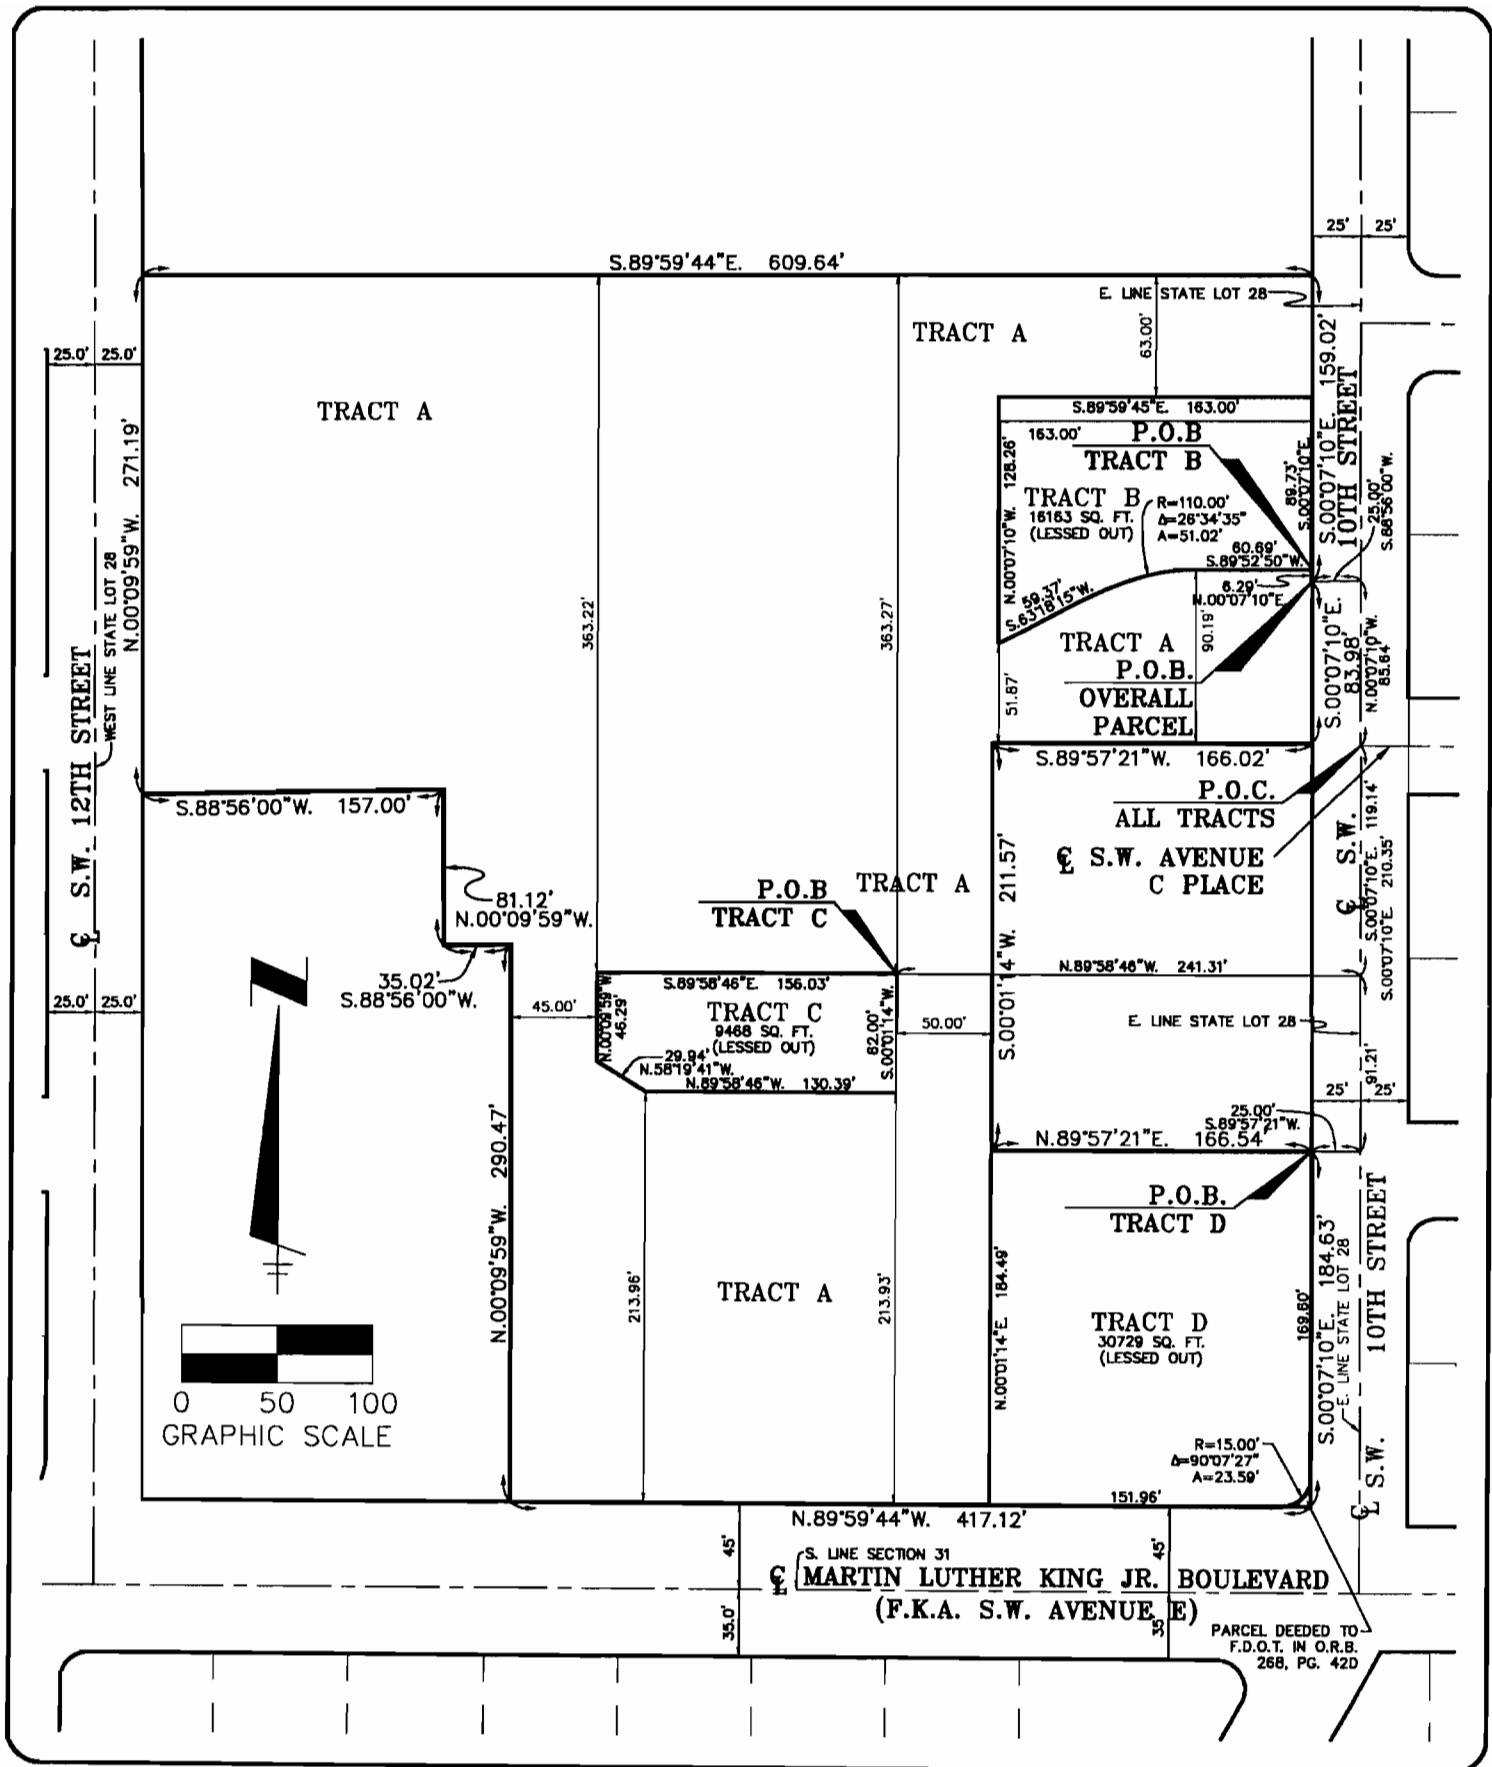 25' 25'
S.89°59'44"E. 609.64'
E. LINE STATE LOT 28
TRACT A
63.00'
S.00°07'10"E. 159.02'
10TH STREET
25.0' 25.0'
TRACT A
N.00°09'59"W. 271.19'
WEST LINE STATE LOT 28
℄ S.W. 12TH STREET
S.89°59'45"E. 163.00'
163.00'
P.O.B
TRACT B
N.00°07'10"W. 128.26'
89.73'
S.00°07'10"E.
TRACT B
16163 SQ. FT.
(LESSED OUT)
R=110.00'
Δ=26°34'35"
A=51.02'
60.69'
S.89°52'50"W.
25.00'
S.88°56'00"W.
59.37'
S.63°18'15"W.
6.29'
N.00°07'10"E.
363.22'
363.27'
TRACT A
90.19'
51.87'
P.O.B.
OVERALL
PARCEL
S.00°07'10"E.
83.98'
N.00°07'10"W.
85.64'
S.89°57'21"W. 166.02'
P.O.C.
ALL TRACTS
S.88°56'00"W. 157.00'
℄ S.W. AVENUE
C PLACE
℄ S.W.
119.14'
S.00°07'10"E.
S.00°07'10"E. 210.35'
S.00°01'14"W. 211.57'
81.12'
N.00°09'59"W.
P.O.B
TRACT C
TRACT A
35.02'
S.88°56'00"W.
25.0' 25.0'
45.00'
N.89°58'46"W. 241.31'
S.89°58'46"E. 156.03'
N.00°09'59"W.
46.29'
TRACT C
9468 SQ. FT.
(LESSED OUT)
62.00'
S.00°01'14"W.
50.00'
E. LINE STATE LOT 28
29.94'
N.58°19'41"W.
N.89°58'46"W. 130.39'
91.21'
25' 25'
25.00'
S.89°57'21"W.
N.89°57'21"E. 166.54'
N.00°09'59"W. 290.47'
P.O.B.
TRACT D
213.96'
TRACT A
213.93'
N.00°01'14"E. 184.49'
TRACT D
30729 SQ. FT.
(LESSED OUT)
169.60'
S.00°07'10"E. 184.63'
E. LINE STATE LOT 28
℄ S.W. 10TH STREET
0 50 100
GRAPHIC SCALE
R=15.00'
Δ=90°07'27"
A=23.59'
151.96'
N.89°59'44"W. 417.12'
45'
45'
S. LINE SECTION 31
℄ MARTIN LUTHER KING JR. BOULEVARD
(F.K.A. S.W. AVENUE E)
35.0'
35'
PARCEL DEEDED TO
F.D.O.T. IN O.R.B.
268, PG. 42D